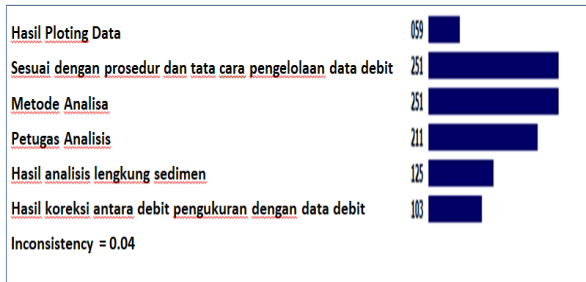 Hasil Ploting Data 059
Sesuai dengan prosedur dan tata cara pengelolaan data debit 251
Metode Analisa 251
Petugas Analisis 211
Hasil analisis lengkung sedimen 125
Hasil koreksi antara debit pengukuran dengan data debit 103
Inconsistency = 0.04